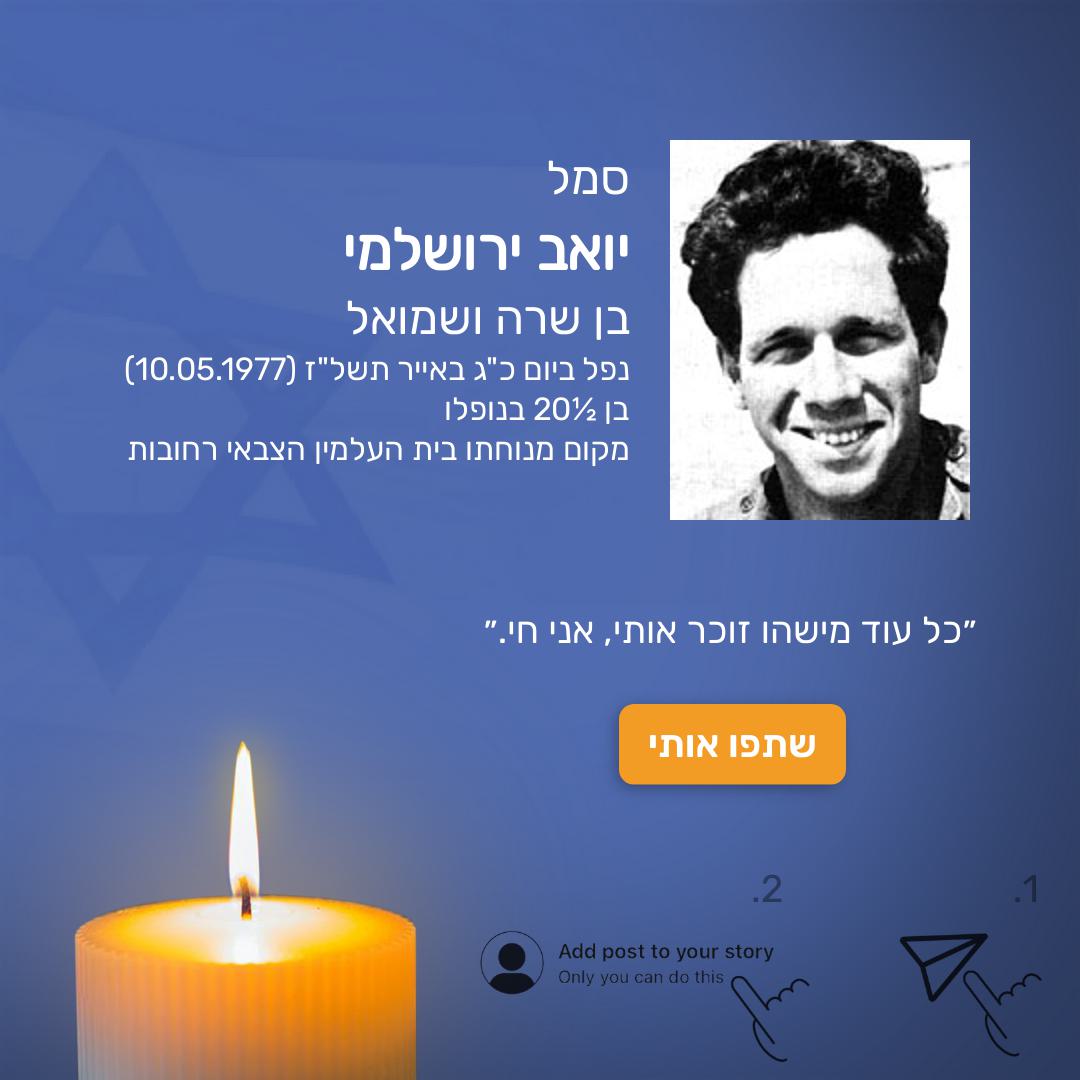 סמל
יואב ירושלמי
בן שרה ושמואל
נפל ביום כ"ג באייר תשל"ז (10.05.1977)
בן 20½ בנופלו
מקום מנוחתו בית העלמין הצבאי רחובות
״כל עוד מישהו זוכר אותי, אני חי.״
שתפו אותי
.1
.2
Add post to your story
Only you can do this